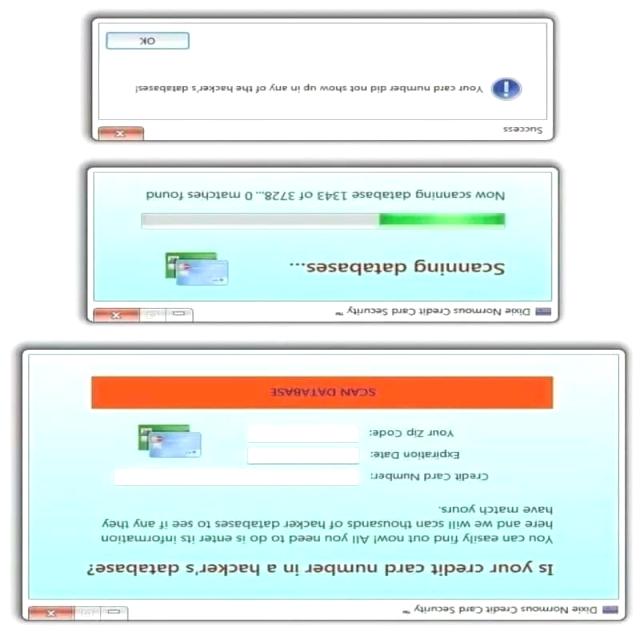 Dixie Normous Credit Card Security ™
Is your credit card number in a hacker's database?
You can easily find out now! All you need to do is enter its information
here and we will scan thousands of hacker databases to see if any they
have match yours.
Credit Card Number:
Expiration Date:
Your Zip Code:
SCAN DATABASE
Dixie Normous Credit Card Security ™
Scanning databases...
Now scanning database 1343 of 3728... 0 matches found
Success
Your card number did not show up in any of the hacker's databases!
OK